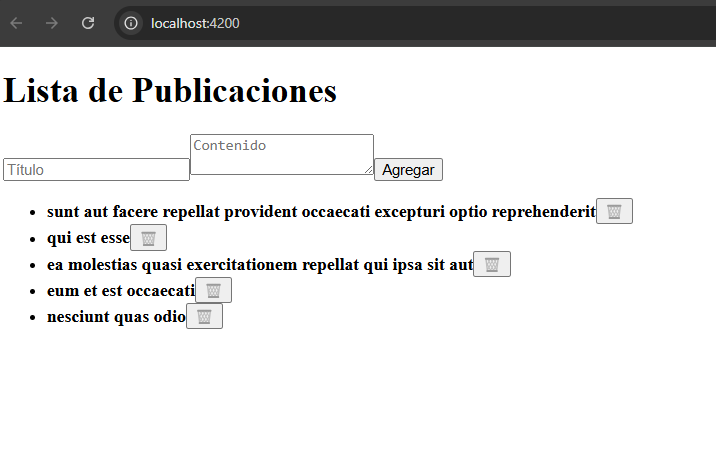 localhost:4200
Lista de Publicaciones
Contenido
Título
Agregar
sunt aut facere repellat provident occaecati excepturi optio reprehenderit
qui est esse
ea molestias quasi exercitationem repellat qui ipsa sit aut
eum et est occaecati
nesciunt quas odio